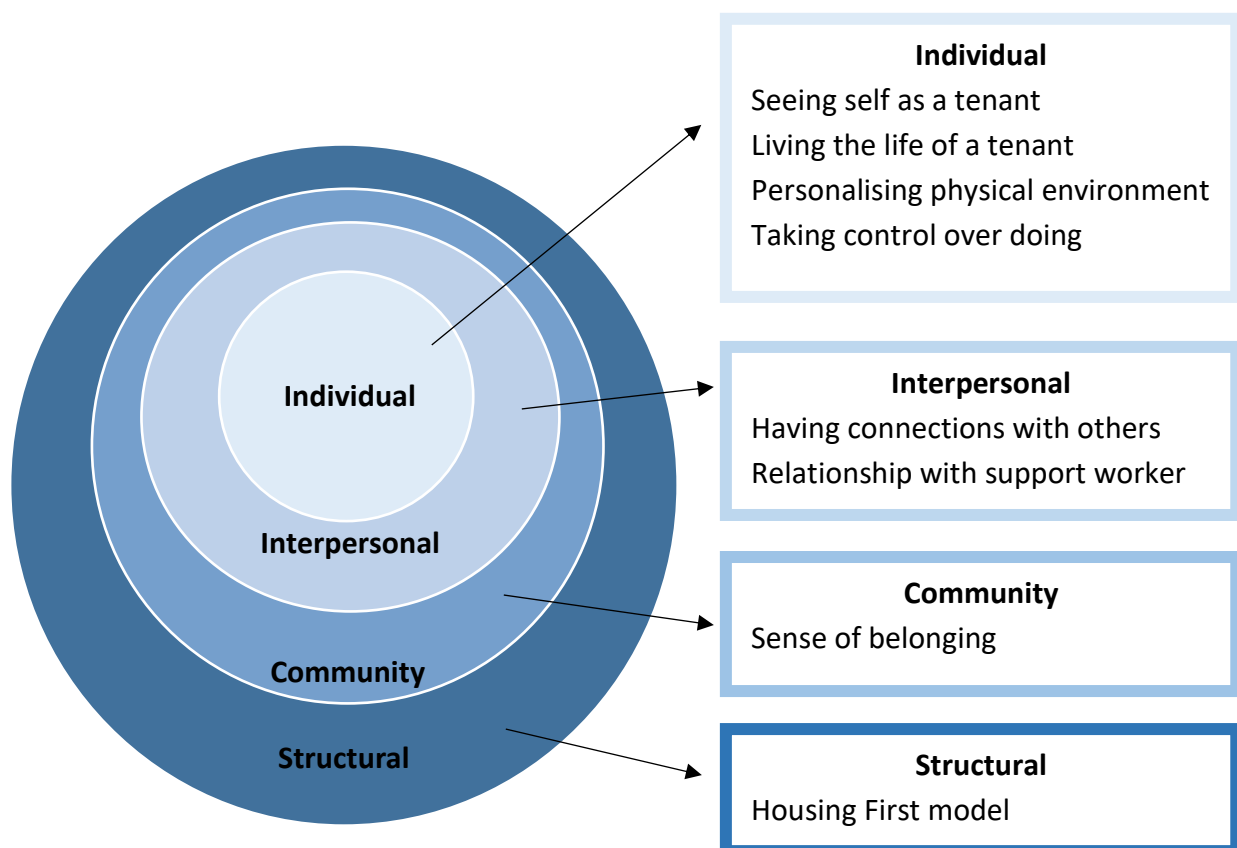 Individual
Interpersonal
Community
Structural
Individual
Seeing self as a tenant
Living the life of a tenant
Personalising physical environment
Taking control over doing
Interpersonal
Having connections with others
Relationship with support worker
Community
Sense of belonging
Structural
Housing First model